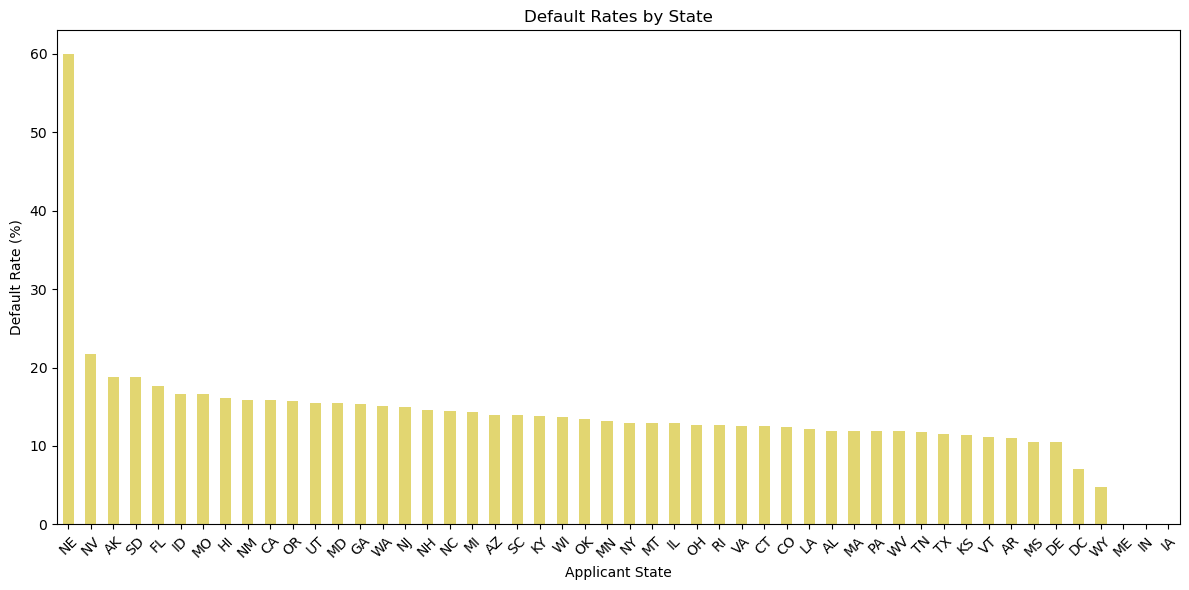 Default Rates by State
Default Rate (%)
60
50
40
30
20
10
0
NE NV AK SD FL ID MO HI NM CA OR UT MD GA WA NJ NH NC MI AZ SC KY WI OK MN NY MT IL OH RI VA CT CO LA AL MA PA WV TN TX KS VT AR MS DE DC WY ME IN IA
Applicant State